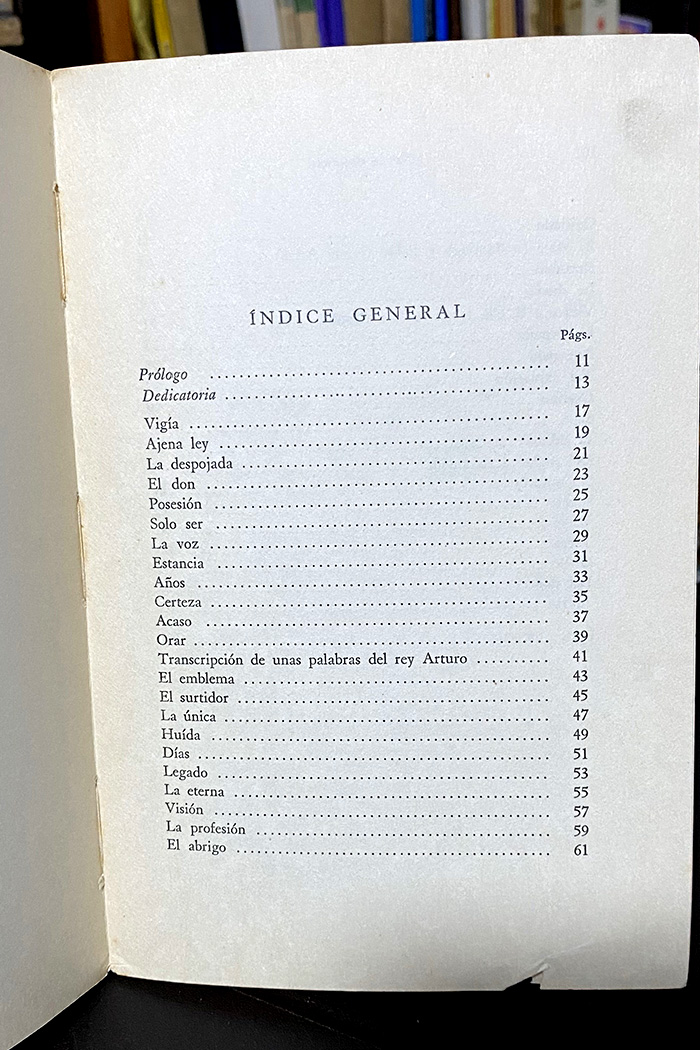 ÍNDICE GENERAL
Págs.
Prólogo .................................................. 11
Dedicatoria .................................................. 13
Vigía .................................................. 17
Ajena ley .................................................. 19
La despojada .................................................. 21
El don .................................................. 23
Posesión .................................................. 25
Solo ser .................................................. 27
La voz .................................................. 29
Estancia .................................................. 31
Años .................................................. 33
Certeza .................................................. 35
Acaso .................................................. 37
Orar .................................................. 39
Transcripción de unas palabras del rey Arturo .......... 41
El emblema .................................................. 43
El surtidor .................................................. 45
La única .................................................. 47
Huída .................................................. 49
Días .................................................. 51
Legado .................................................. 53
La eterna .................................................. 55
Visión .................................................. 57
La profesión .................................................. 59
El abrigo .................................................. 61